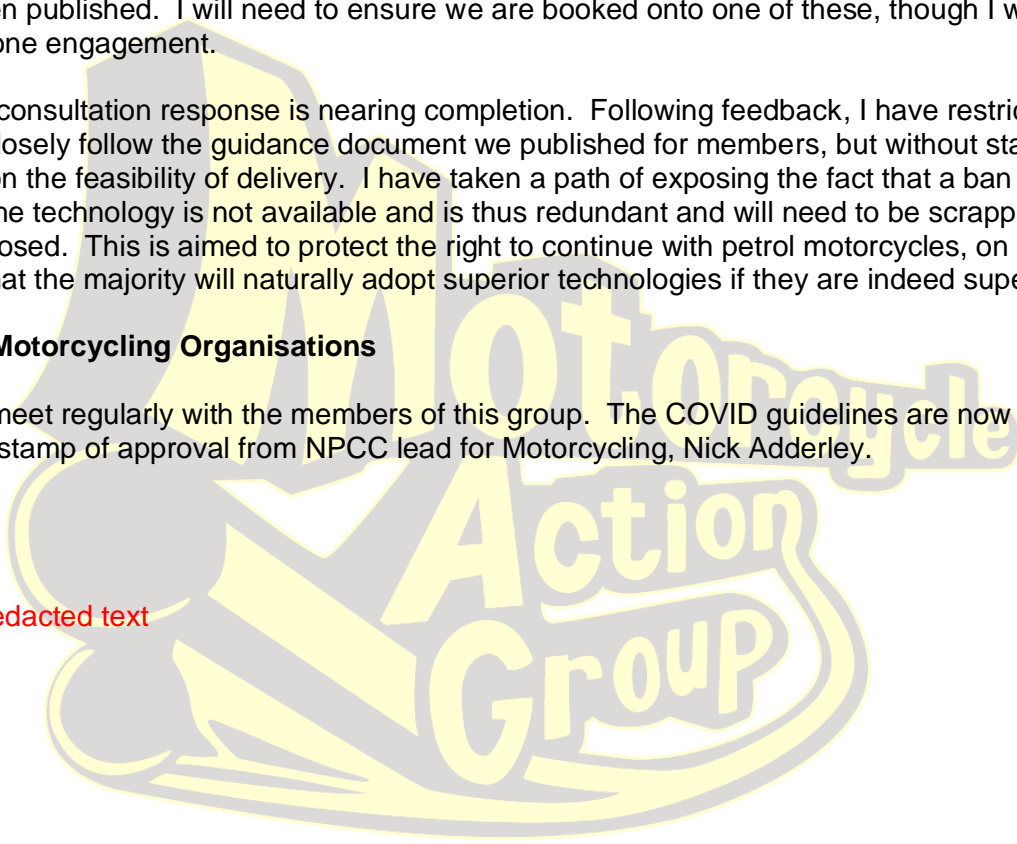 en published.  I will need to ensure we are booked onto one of these, though I w
one engagement.
consultation response is nearing completion.  Following feedback, I have restric
losely follow the guidance document we published for members, but without sta
on the feasibility of delivery.  I have taken a path of exposing the fact that a ban
he technology is not available and is thus redundant and will need to be scrapp
osed.  This is aimed to protect the right to continue with petrol motorcycles, on
hat the majority will naturally adopt superior technologies if they are indeed supe
Motorcycling Organisations
meet regularly with the members of this group.  The COVID guidelines are now
stamp of approval from NPCC lead for Motorcycling, Nick Adderley.
edacted text
Motorcycle
Action
Group